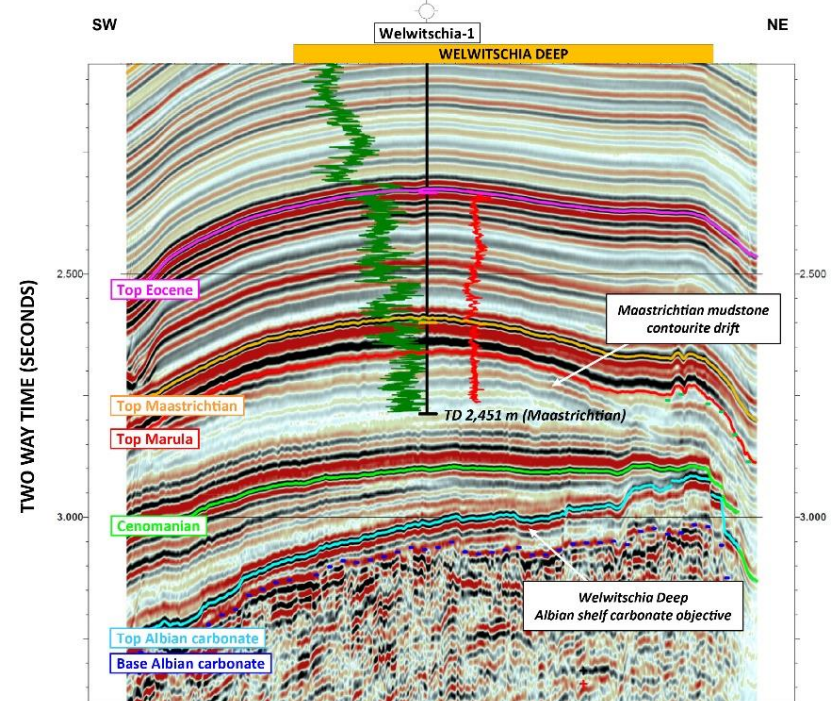 SW
NE
Welwitschia-1
WELWITSCHIA DEEP
TWO WAY TIME (SECONDS)
2.500
2.500
Top Eocene
Maastrichtian mudstone
contourite drift
Top Maastrichtian
TD 2,451 m (Maastrichtian)
Top Marula
3.000
3.000
Cenomanian
Welwitschia Deep
Albian shelf carbonate objective
Top Albian carbonate
Base Albian carbonate